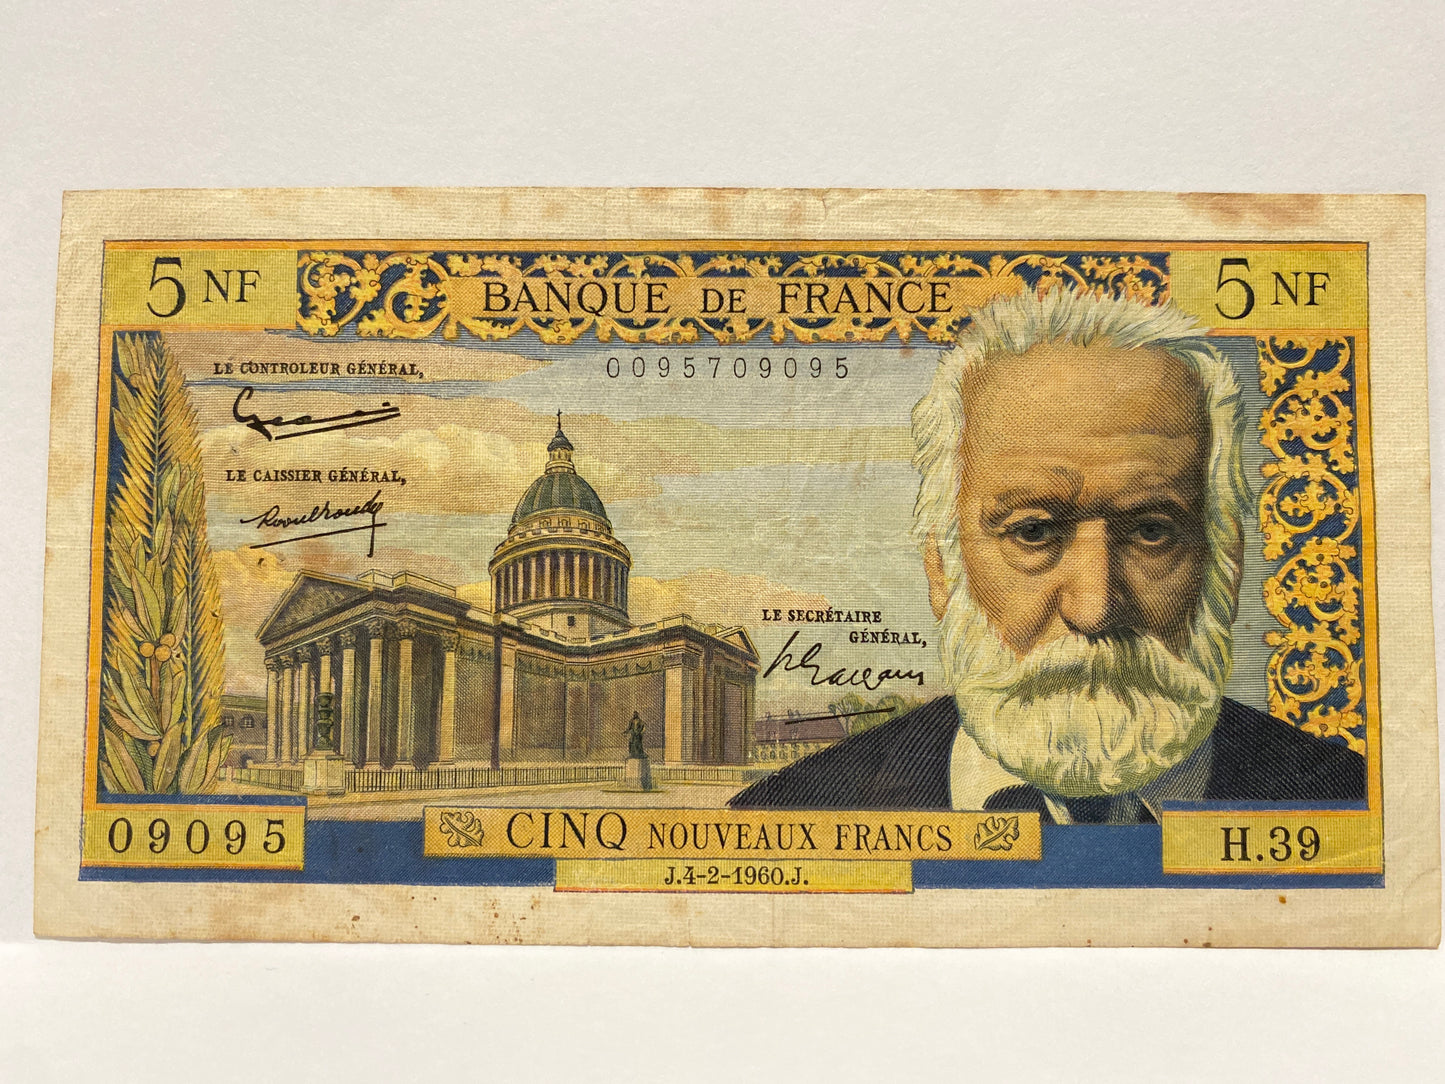 5 NF
BANQUE DE FRANCE
5 NF
LE CONTROLEUR GÉNÉRAL,
0095709095
LE CAISSIER GÉNÉRAL,
LE SECRÉTAIRE
GÉNÉRAL,
09095
CINQ NOUVEAUX FRANCS
H.39
J.4-2-1960.J.